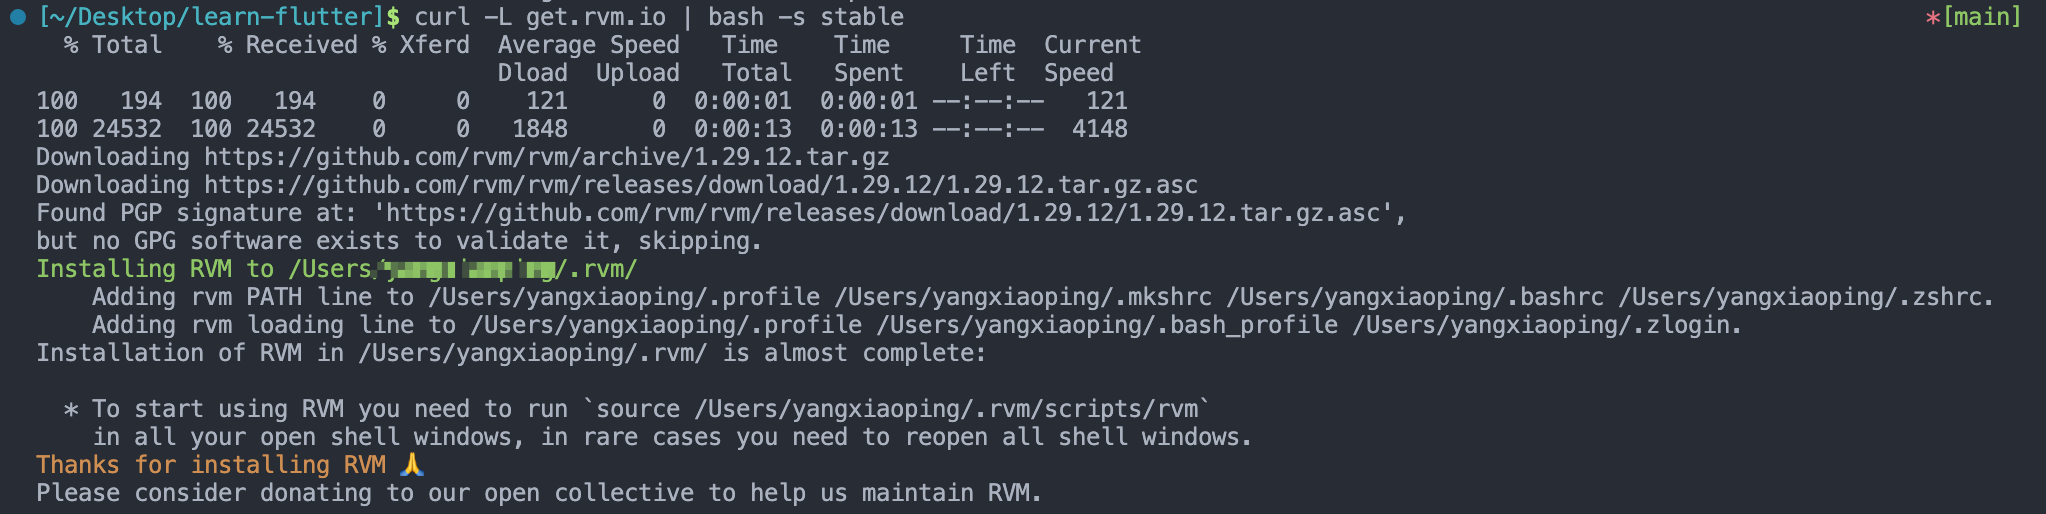 [~/Desktop/learn-flutter]$ curl -L get.rvm.io | bash -s stable *[main]
% Total % Received % Xferd Average Speed Time Time Time Current
Dload Upload Total Spent Left Speed
100 194 100 194 0 0 121 0 0:00:01 0:00:01 --:--:-- 121
100 24532 100 24532 0 0 1848 0 0:00:13 0:00:13 --:--:-- 4148
Downloading https://github.com/rvm/rvm/archive/1.29.12.tar.gz
Downloading https://github.com/rvm/rvm/releases/download/1.29.12/1.29.12.tar.gz.asc
Found PGP signature at: 'https://github.com/rvm/rvm/releases/download/1.29.12/1.29.12.tar.gz.asc',
but no GPG software exists to validate it, skipping.
Installing RVM to /Users/ /.rvm/
Adding rvm PATH line to /Users/yangxiaoping/.profile /Users/yangxiaoping/.mkshrc /Users/yangxiaoping/.bashrc /Users/yangxiaoping/.zshrc.
Adding rvm loading line to /Users/yangxiaoping/.profile /Users/yangxiaoping/.bash_profile /Users/yangxiaoping/.zlogin.
Installation of RVM in /Users/yangxiaoping/.rvm/ is almost complete:
* To start using RVM you need to run `source /Users/yangxiaoping/.rvm/scripts/rvm`
in all your open shell windows, in rare cases you need to reopen all shell windows.
Thanks for installing RVM 🙏
Please consider donating to our open collective to help us maintain RVM.